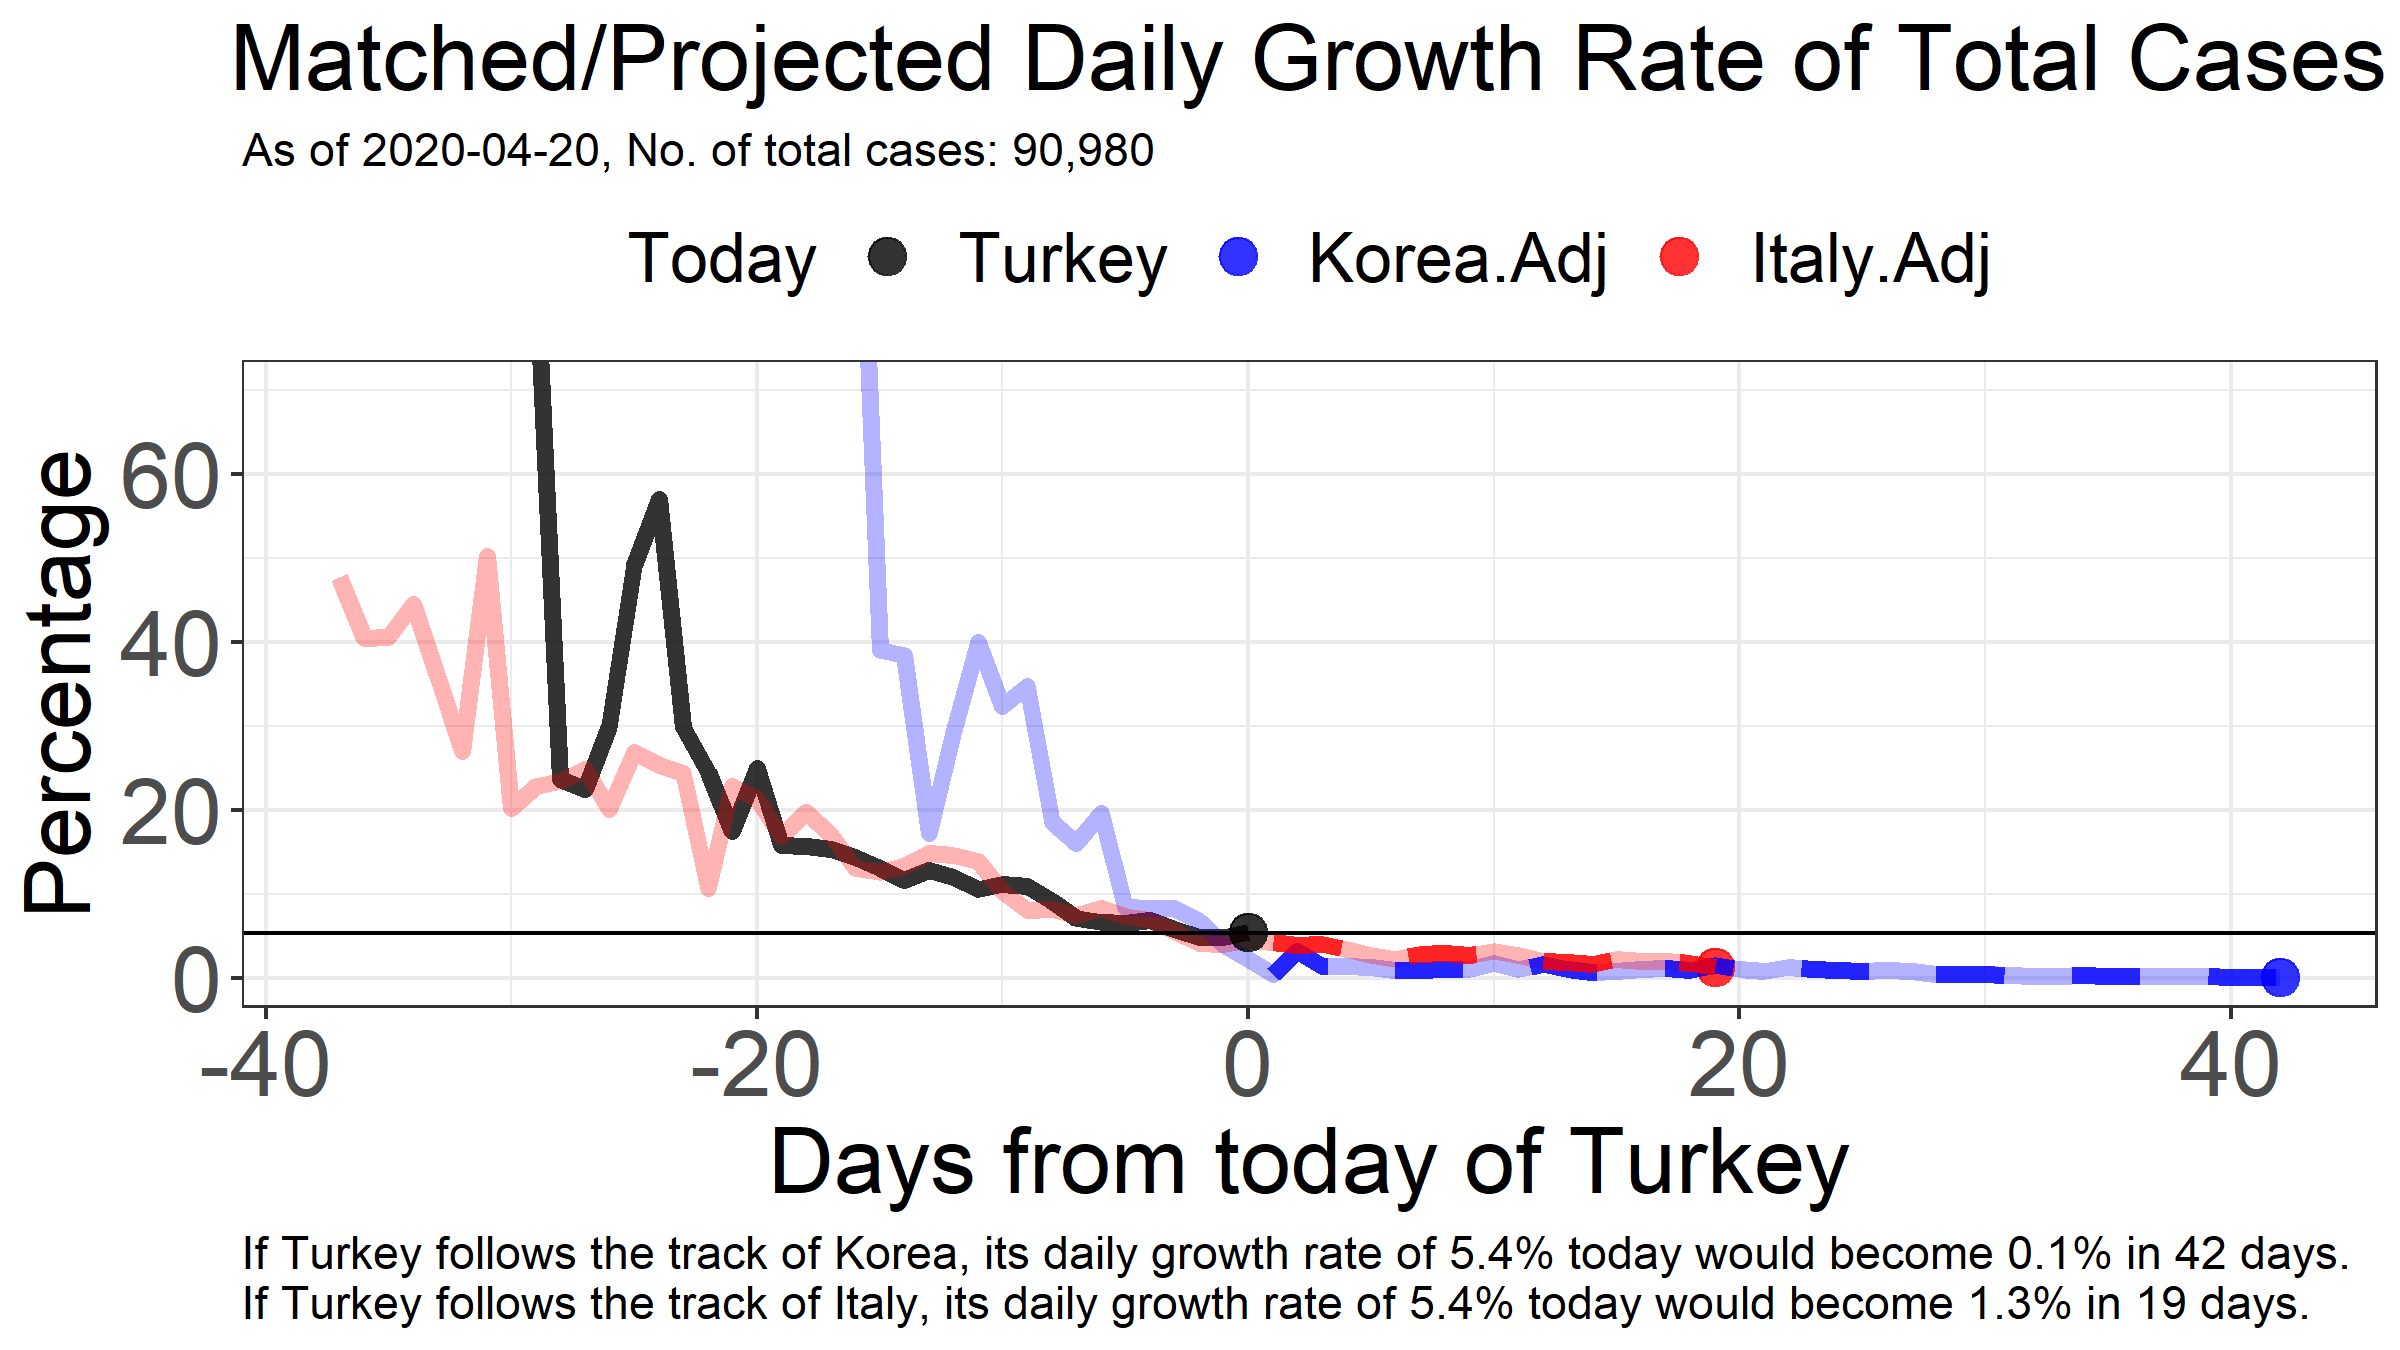 Matched/Projected Daily Growth Rate of Total Cases
As of 2020-04-20, No. of total cases: 90,980
Today Turkey Korea.Adj Italy.Adj
Percentage
60
40
20
0
-40 -20 0 20 40
Days from today of Turkey
If Turkey follows the track of Korea, its daily growth rate of 5.4% today would become 0.1% in 42 days.
If Turkey follows the track of Italy, its daily growth rate of 5.4% today would become 1.3% in 19 days.